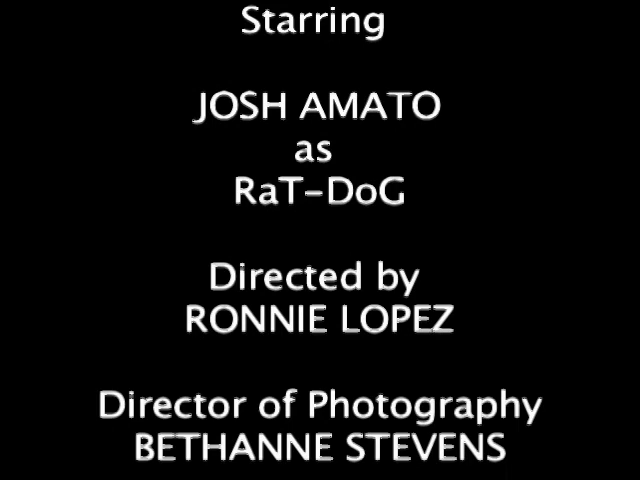 Starring
JOSH AMATO
as
RaT-DoG
Directed by
RONNIE LOPEZ
Director of Photography
BETHANNE STEVENS